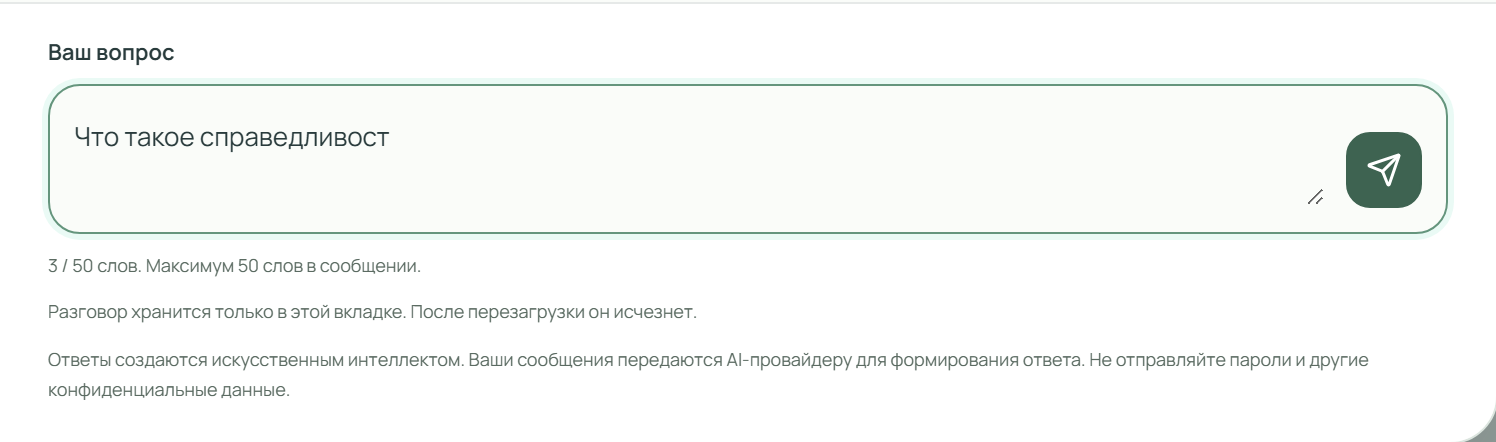 Ваш вопрос
Что такое справедливост
3 / 50 слов. Максимум 50 слов в сообщении.
Разговор хранится только в этой вкладке. После перезагрузки он исчезнет.
Ответы создаются искусственным интеллектом. Ваши сообщения передаются AI-провайдеру для формирования ответа. Не отправляйте пароли и другие
конфиденциальные данные.